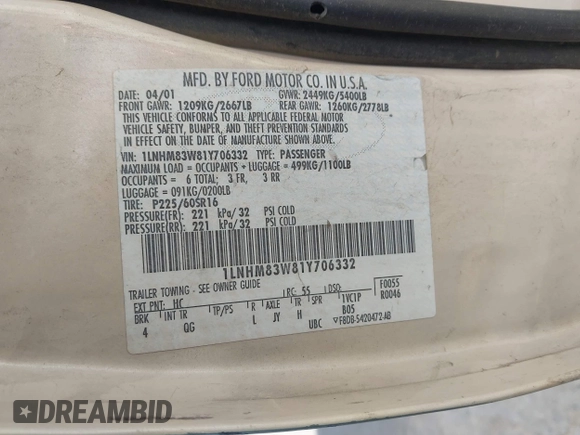 MFD. BY FORD MOTOR CO. IN U.S.A.
DATE: 04/01 GVWR: 2449KG/5400LB
FRONT GAWR: 1209KG/2667LB REAR GAWR: 1260KG/2778LB
THIS VEHICLE CONFORMS TO ALL APPLICABLE FEDERAL MOTOR
VEHICLE SAFETY, BUMPER, AND THEFT PREVENTION STANDARDS
IN EFFECT ON THE DATE OF MANUFACTURE SHOWN ABOVE.
VIN: 1LNHM83W81Y706332 TYPE: PASSENGER
MAXIMUM LOAD = OCCUPANTS + LUGGAGE = 499KG/1100LB
OCCUPANTS = 6 TOTAL; 3 FR, 3 RR
LUGGAGE = 091KG/0200LB
TIRE: P225/60SR16
PRESSURE(FR): 221 kPa/32 PSI COLD
PRESSURE(RR): 221 kPa/32 PSI COLD
1LNHM83W81Y706332
TRAILER TOWING - SEE OWNER GUIDE
RC: 55 DSO: F0055
EXT PNT: HC R0046
BRK INT TR TP/PS R AXLE TR SPR 1VC1P
4 QG L JY H UBC B05
F8DB-5420472-AB
DREAMBID